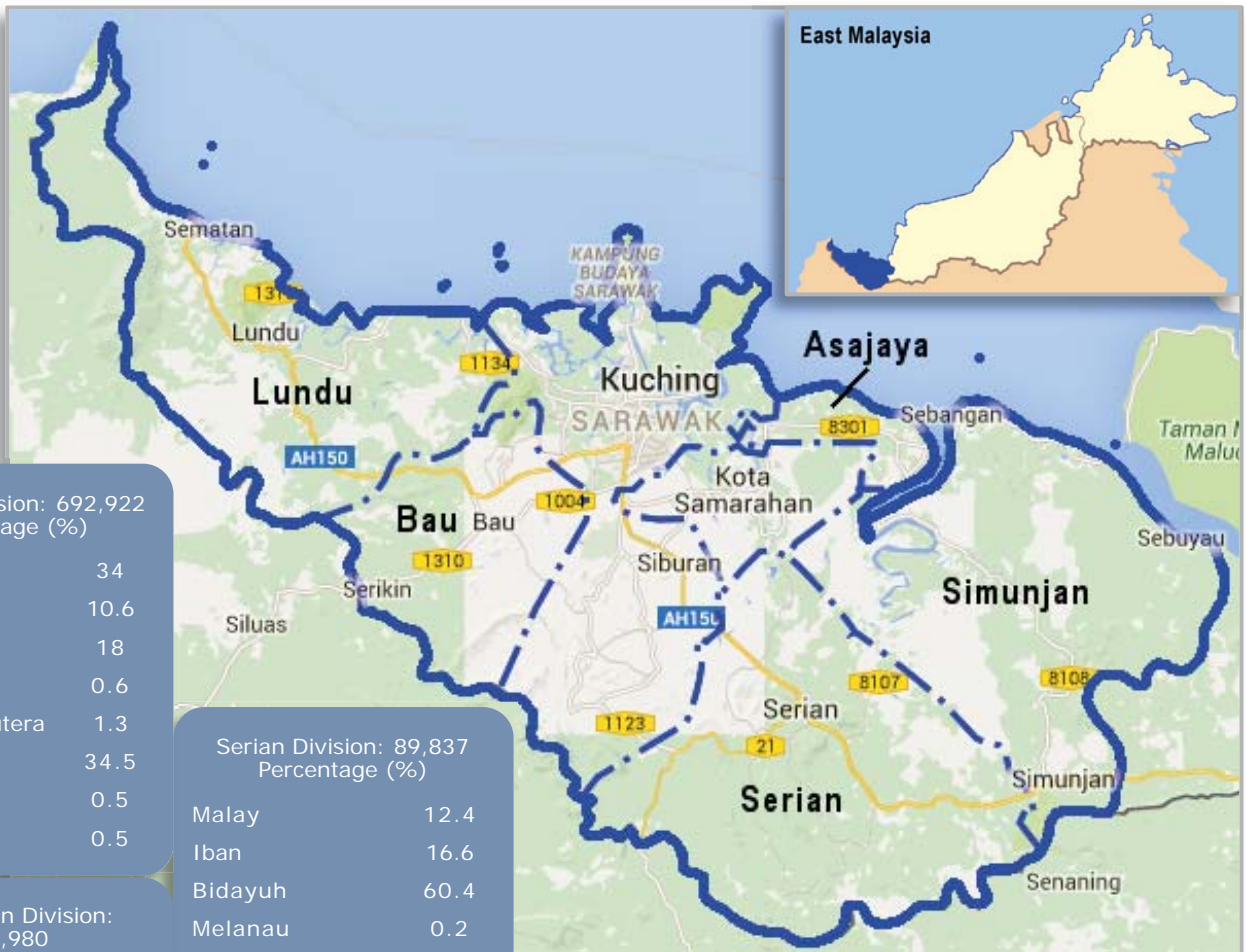 East Malaysia
KAMPUNG
BUDAYA
SARAWAK
Sematan
1313
Lundu
Lundu
1134
Kuching
SARAWAK
Asajaya
8301
Sebangan
Taman
AH150
Kota
Samarahan
1004
Bau
Bau
Siburan
1310
Sebuyau
Serikin
Simunjan
Siluas
AH150
8107
8108
Serian
1123
21
Simunjan
Serian
Senaning
sion: 692,922
age (%)
34
10.6
18
0.6
utera 1.3
34.5
0.5
0.5
n Division:
,980
Serian Division: 89,837
Percentage (%)
Malay 12.4
Iban 16.6
Bidayuh 60.4
Melanau 0.2